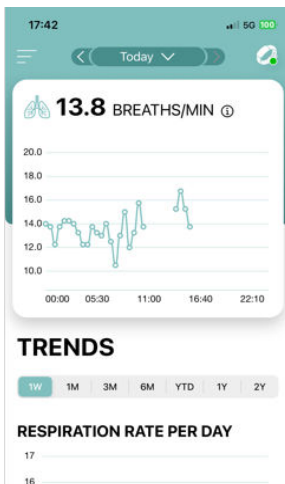 17:42 5G 100
Today
13.8 BREATHS/MIN
20.0
18.0
16.0
14.0
12.0
10.0
00:00 05:30 11:00 16:40 22:10
TRENDS
1W 1M 3M 6M YTD 1Y 2Y
RESPIRATION RATE PER DAY
17
16